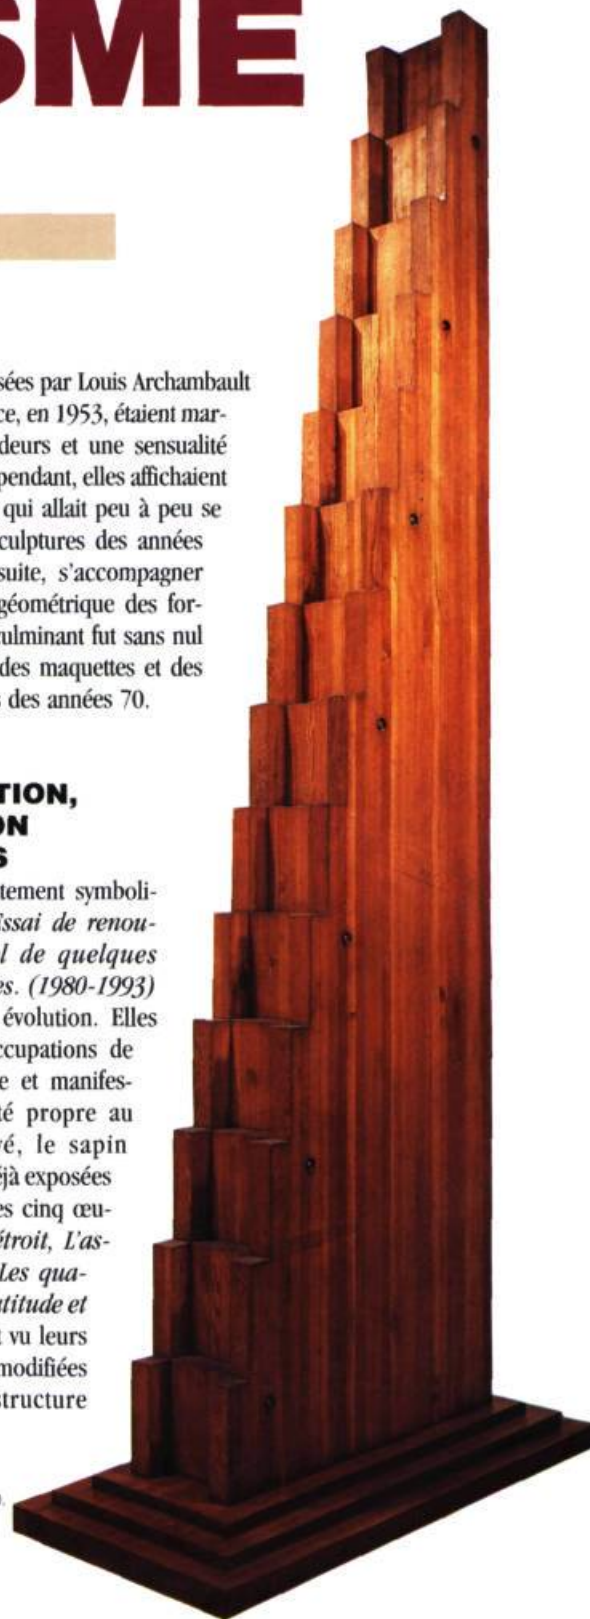 SME
sées par Louis Archambault
ce, en 1953, étaient mar-
deurs et une sensualité
pendant, elles affichaient
qui allait peu à peu se
culptures des années
suite, s'accompagner
géométrique des for-
ulminant fut sans nul
des maquettes et des
s des années 70.
TION,
ON
S
tement symboli-
Essai de renou-
l de quelques
es. (1980-1993)
évolution. Elles
ccupations de
e et manifes-
té propre au
é, le sapin
éjà exposées
es cinq œu-
étroit, L'as-
Les qua-
atitude et
t vu leurs
modifiées
structure